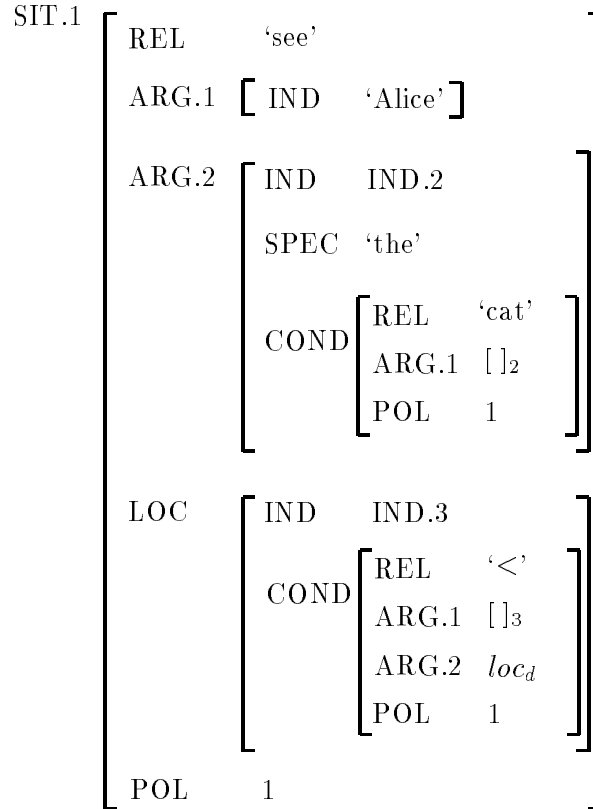 SIT.1
REL ‘see’
ARG.1 [ IND ‘Alice’ ]
ARG.2 IND IND.2
SPEC ‘the’
COND REL ‘cat’
ARG.1 [ ]₂
POL 1
LOC IND IND.3
COND REL ‘<’
ARG.1 [ ]₃
ARG.2 loc_d
POL 1
POL 1